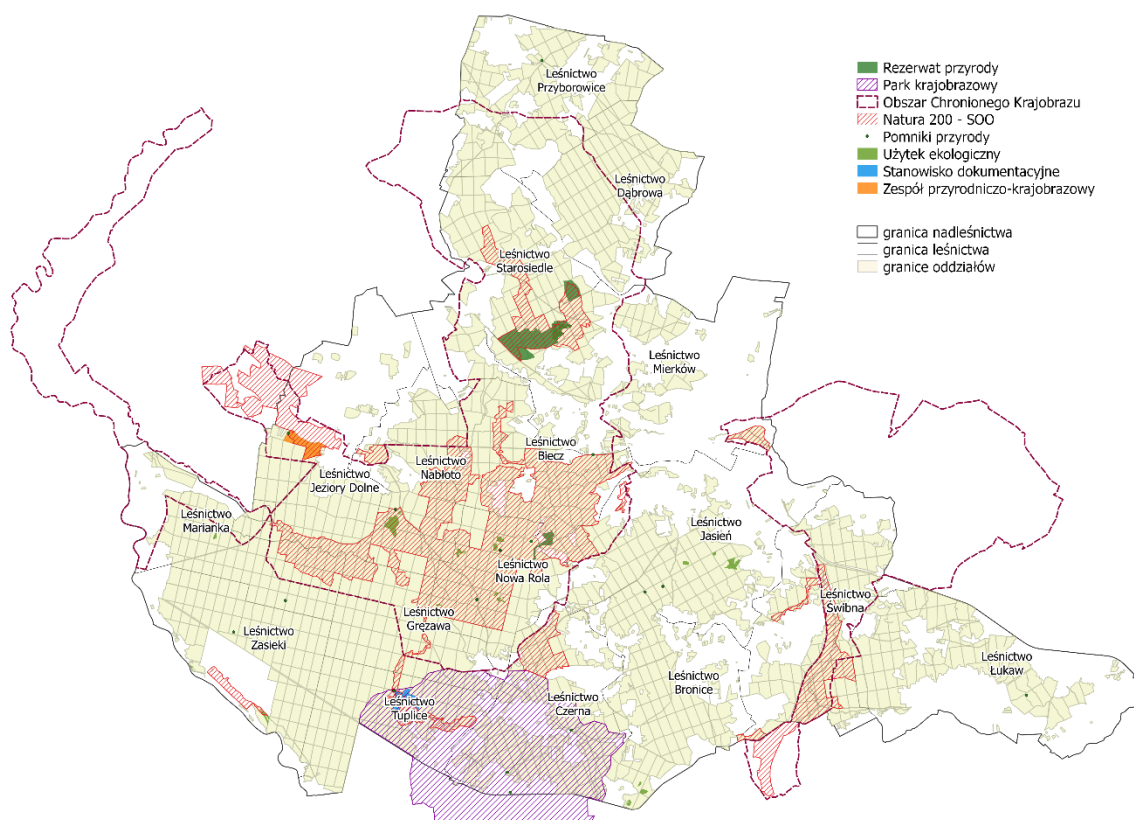 Leśnictwo
Przyborowice
Rezerwat przyrody
Park krajobrazowy
Obszar Chronionego Krajobrazu
Natura 200 - SOO
Pomniki przyrody
Użytek ekologiczny
Stanowisko dokumentacyjne
Zespół przyrodniczo-krajobrazowy
granica nadleśnictwa
granica leśnictwa
granice oddziałów
Leśnictwo
Dąbrowa
Leśnictwo
Starosiedle
Leśnictwo
Mierków
Leśnictwo
Biecz
Leśnictwo
Nabłoto
Leśnictwo
Jeziory Dolne
Leśnictwo
Marianka
Leśnictwo
Jasień
Leśnictwo
Nowa Rola
Leśnictwo
Świbna
Leśnictwo
Gręzawa
Leśnictwo
Zasieki
Leśnictwo
Łukaw
Leśnictwo
Bronice
Leśnictwo
Tuplice
Leśnictwo
Czerna